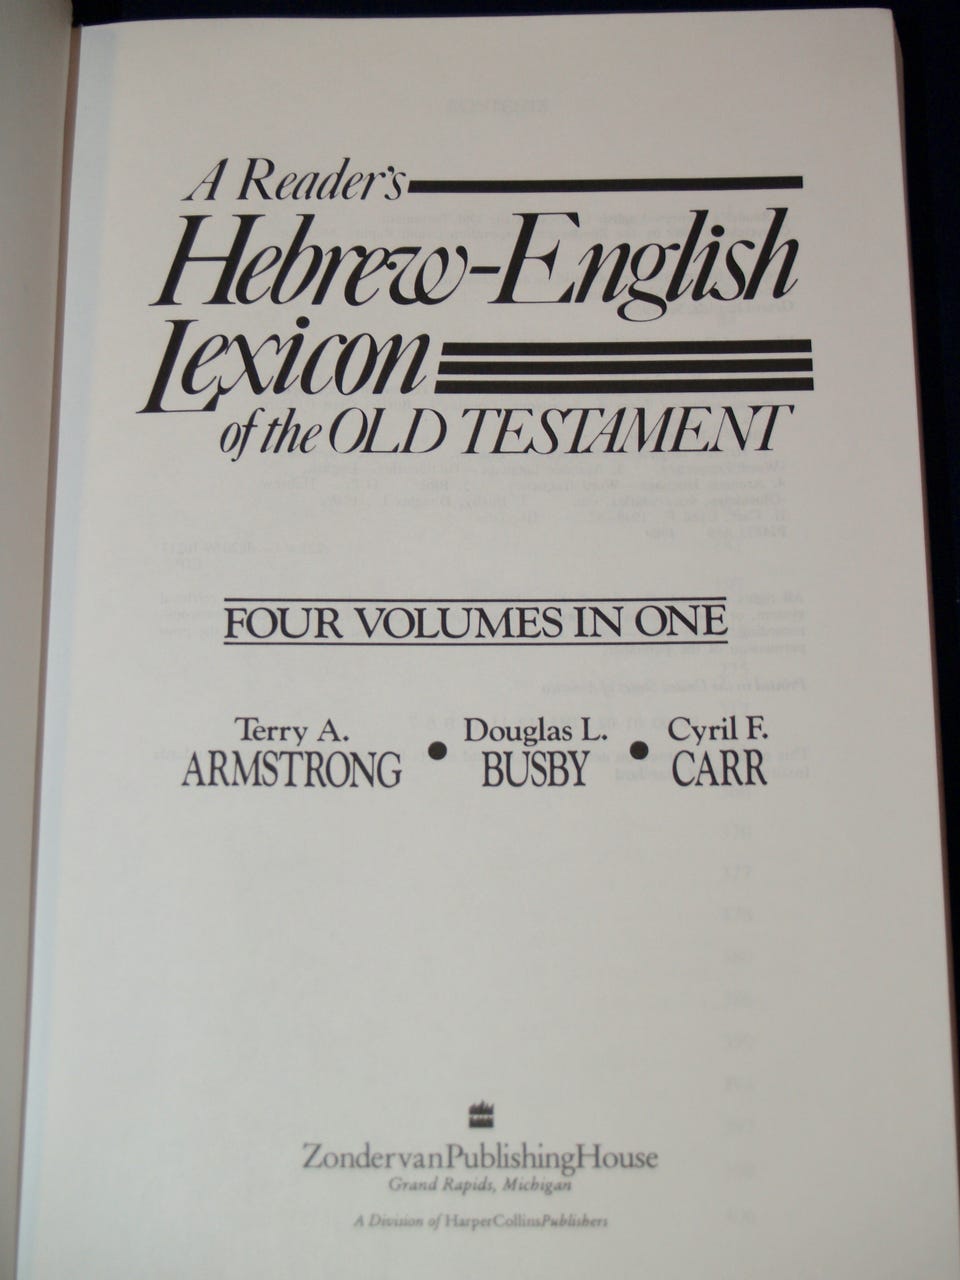 A Reader's
Hebrew-English
Lexicon
of the OLD TESTAMENT
FOUR VOLUMES IN ONE
Terry A. • Douglas L. • Cyril F.
ARMSTRONG BUSBY CARR
ZondervanPublishingHouse
Grand Rapids, Michigan
A Division of HarperCollinsPublishers